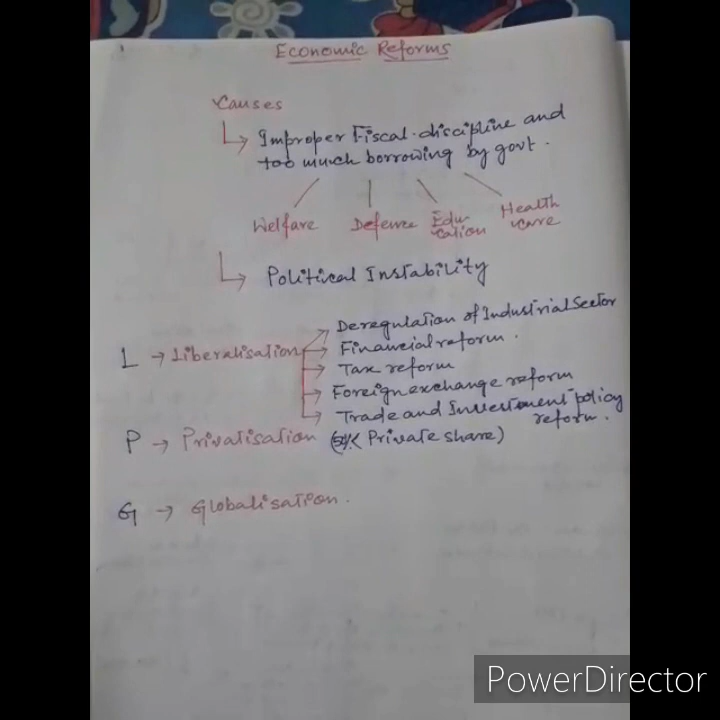 Economic Reforms
Causes
Improper Fiscal discipline and
too much borrowing by govt.
Welfare Defence Edu Health
cation care
Political Instability
Deregulation of Industrial Sector
L → Liberalisation Financial reform.
Tax reform
Foreign exchange reform
Trade and Investment policy
reform.
P → Privatisation (< Private share)
G → Globalisation.
PowerDirector